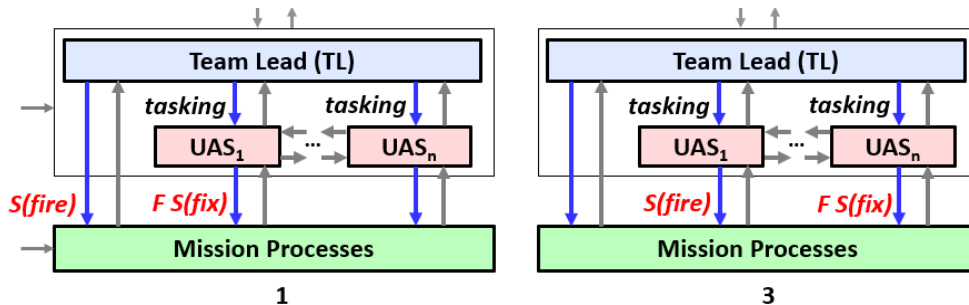 Team Lead (TL)
tasking tasking
UAS1 ... UASn
S(fire) F S(fix)
Mission Processes
1
Team Lead (TL)
tasking tasking
UAS1 ... UASn
S(fire) F S(fix)
Mission Processes
3